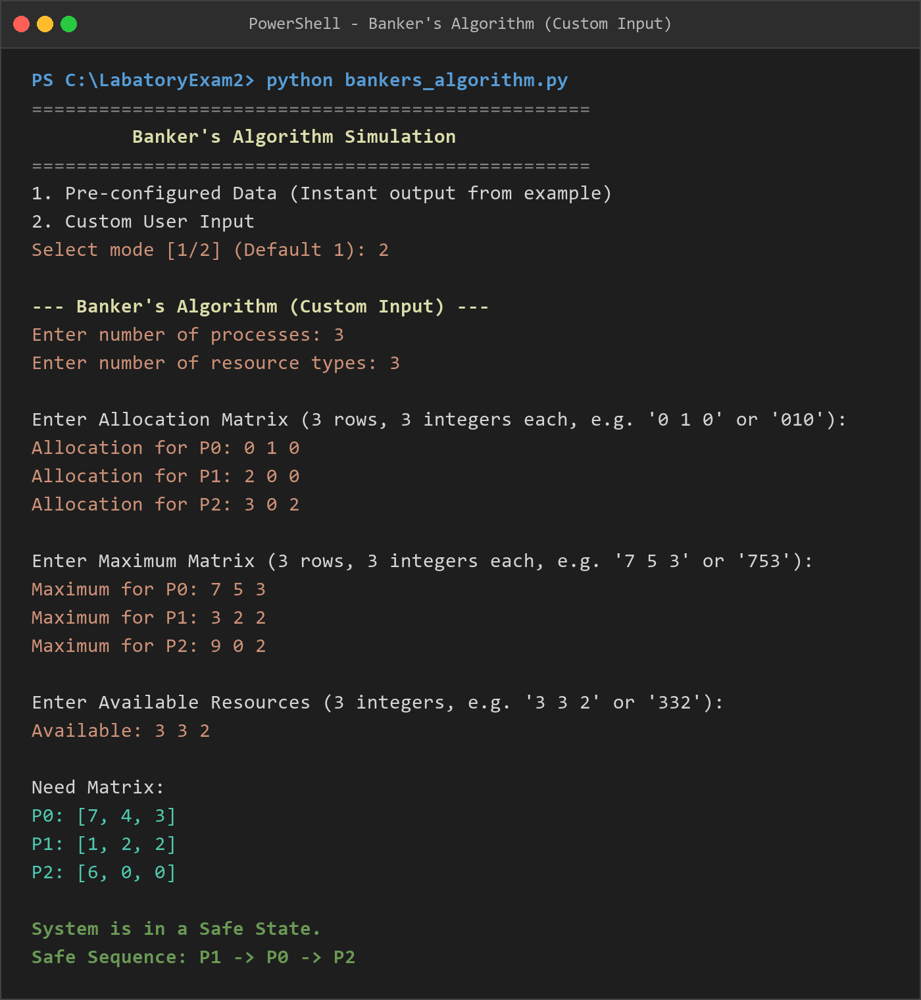 PowerShell - Banker's Algorithm (Custom Input)
PS C:\LabatoryExam2> python bankers_algorithm.py
==================================================
Banker's Algorithm Simulation
==================================================
1. Pre-configured Data (Instant output from example)
2. Custom User Input
Select mode [1/2] (Default 1): 2
--- Banker's Algorithm (Custom Input) ---
Enter number of processes: 3
Enter number of resource types: 3
Enter Allocation Matrix (3 rows, 3 integers each, e.g. '0 1 0' or '010'):
Allocation for P0: 0 1 0
Allocation for P1: 2 0 0
Allocation for P2: 3 0 2
Enter Maximum Matrix (3 rows, 3 integers each, e.g. '7 5 3' or '753'):
Maximum for P0: 7 5 3
Maximum for P1: 3 2 2
Maximum for P2: 9 0 2
Enter Available Resources (3 integers, e.g. '3 3 2' or '332'):
Available: 3 3 2
Need Matrix:
P0: [7, 4, 3]
P1: [1, 2, 2]
P2: [6, 0, 0]
System is in a Safe State.
Safe Sequence: P1 -> P0 -> P2